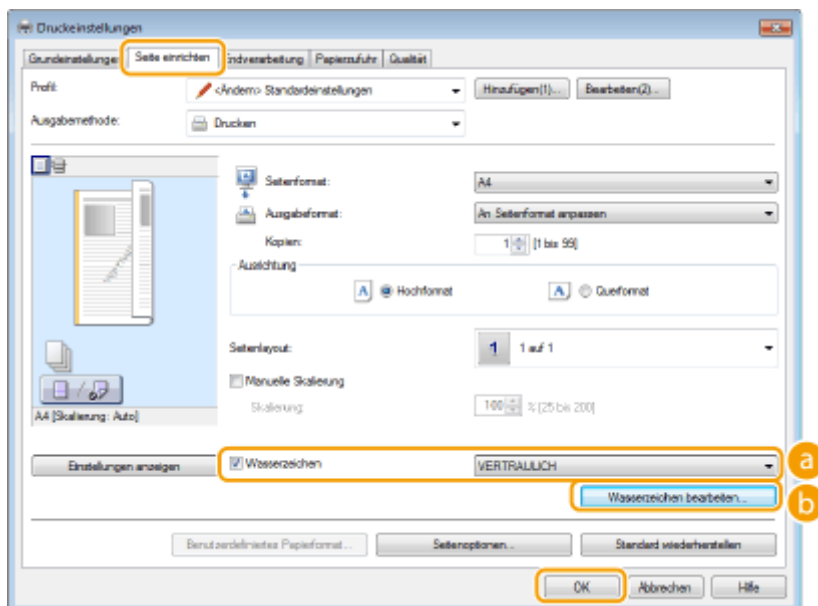 Druckeinstellungen
Grundeinstellungen Seite einrichten Endverarbeitung Papierzufuhr Qualität
Profil: <Ändern> Standardeinstellungen Hinzufügen(1)... Bearbeiten(2)...
Ausgabemethode: Drucken
Seitenformat: A4
Ausgabeformat: An Seitenformat anpassen
Kopien: 1 [1 bis 99]
Ausrichtung
A Hochformat A Querformat
Seitenlayout: 1 1 auf 1
Manuelle Skalierung
Skalierung: 100 % [25 bis 200]
A4 [Skalierung: Auto]
Einstellungen anzeigen Wasserzeichen VERTRAULICH a
Wasserzeichen bearbeiten... b
Benutzerdefiniertes Papierformat... Seitenoptionen... Standard wiederherstellen
OK Abbrechen Hilfe